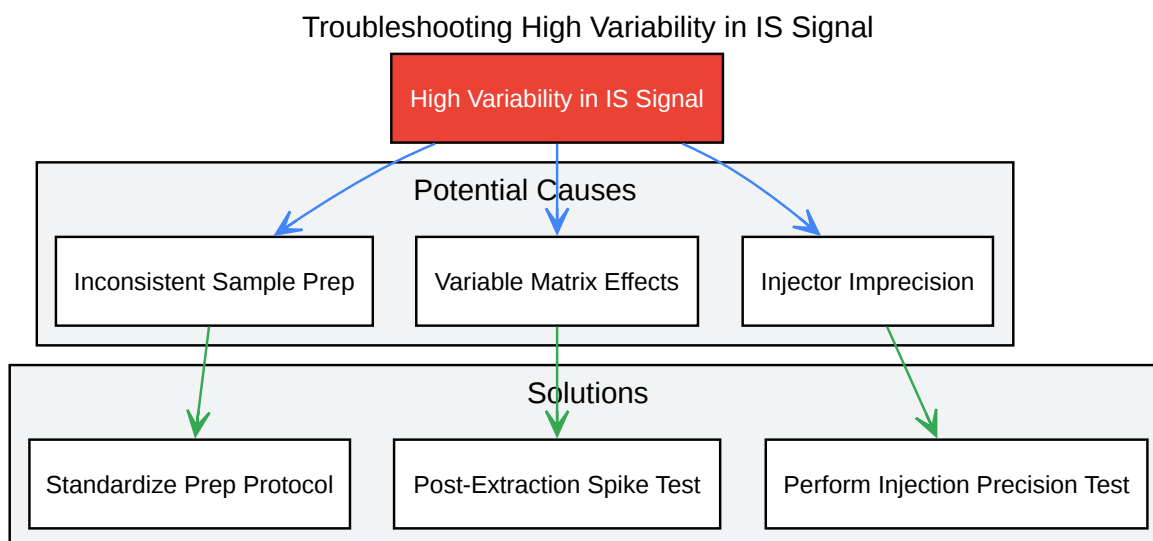 Troubleshooting High Variability in IS Signal
High Variability in IS Signal
Potential Causes
Inconsistent Sample Prep
Variable Matrix Effects
Injector Imprecision
Solutions
Standardize Prep Protocol
Post-Extraction Spike Test
Perform Injection Precision Test